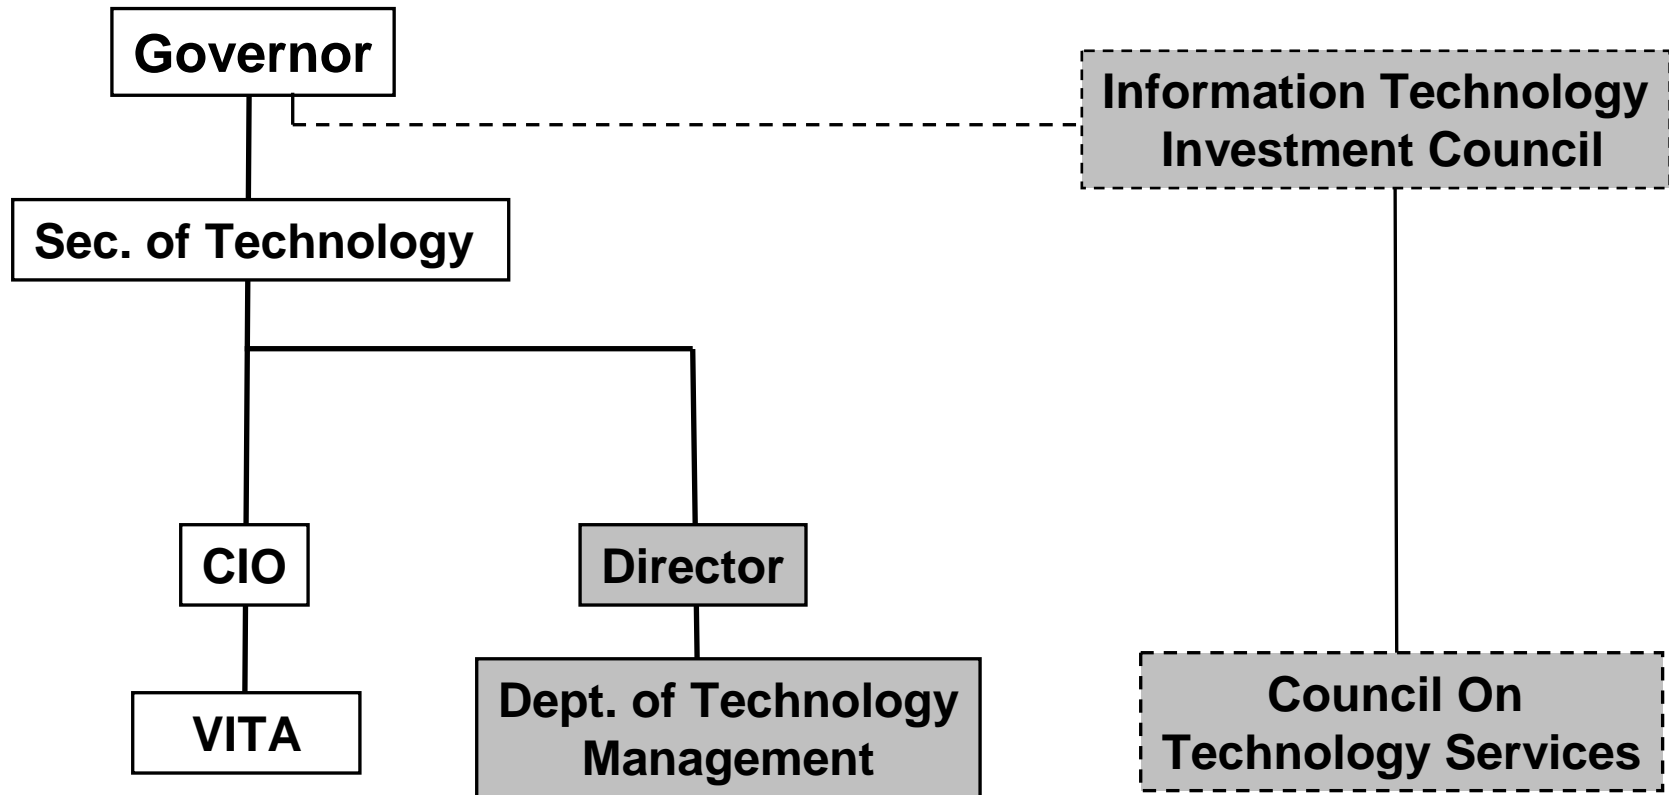 Governor
Information Technology
Investment Council
Sec. of Technology
CIO
Director
VITA
Dept. of Technology
Management
Council On
Technology Services